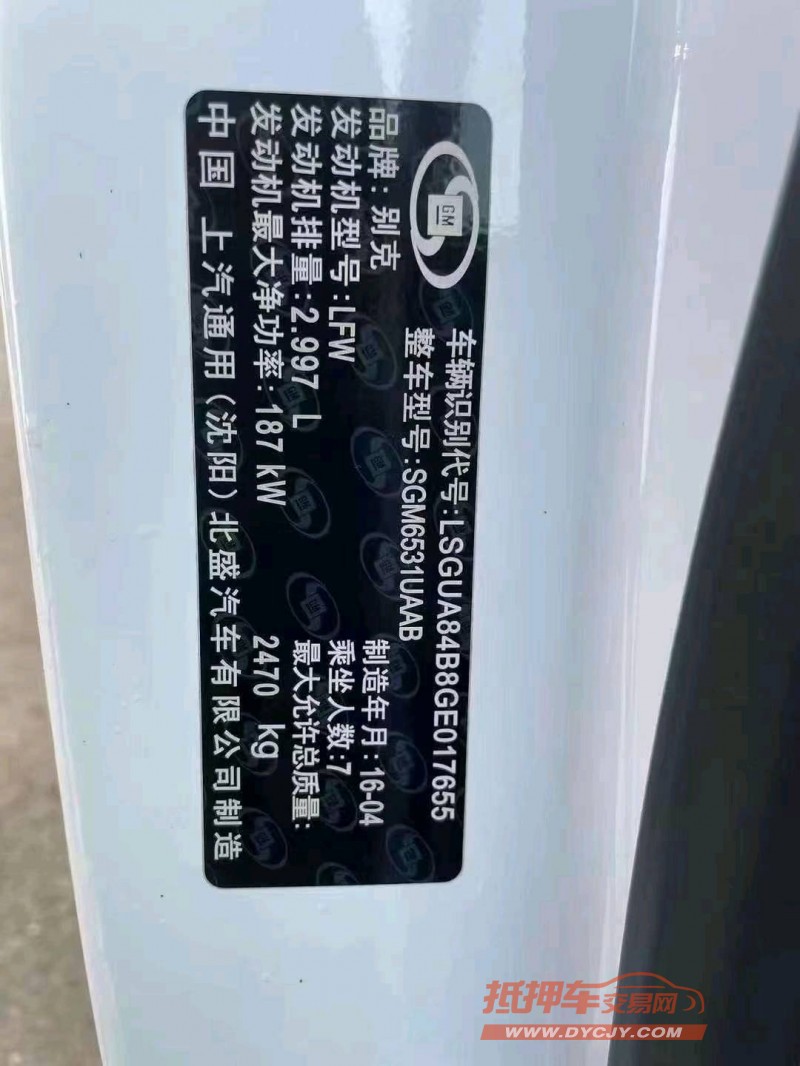 GM
车辆识别代号:LSGUA84B8GE017655
整车型号:SGM6531UAAB
品牌:别克
制造年月:16-04
发动机型号:LFW
乘坐人数:7
发动机排量:2.997 L
最大允许总质量:
发动机最大净功率:187 kW
2470 kg
中国 上汽通用(沈阳)北盛汽车有限公司制造
抵押车交易网
WWW.DYCJY.COM